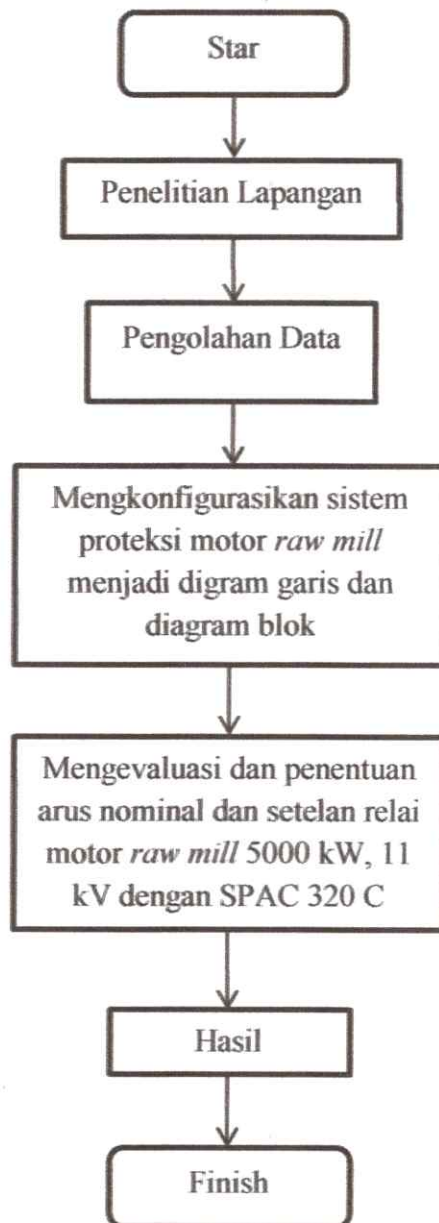 Star
Penelitian Lapangan
Pengolahan Data
Mengkonfigurasikan sistem
proteksi motor raw mill
menjadi digram garis dan
diagram blok
Mengevaluasi dan penentuan
arus nominal dan setelan relai
motor raw mill 5000 kW, 11
kV dengan SPAC 320 C
Hasil
Finish